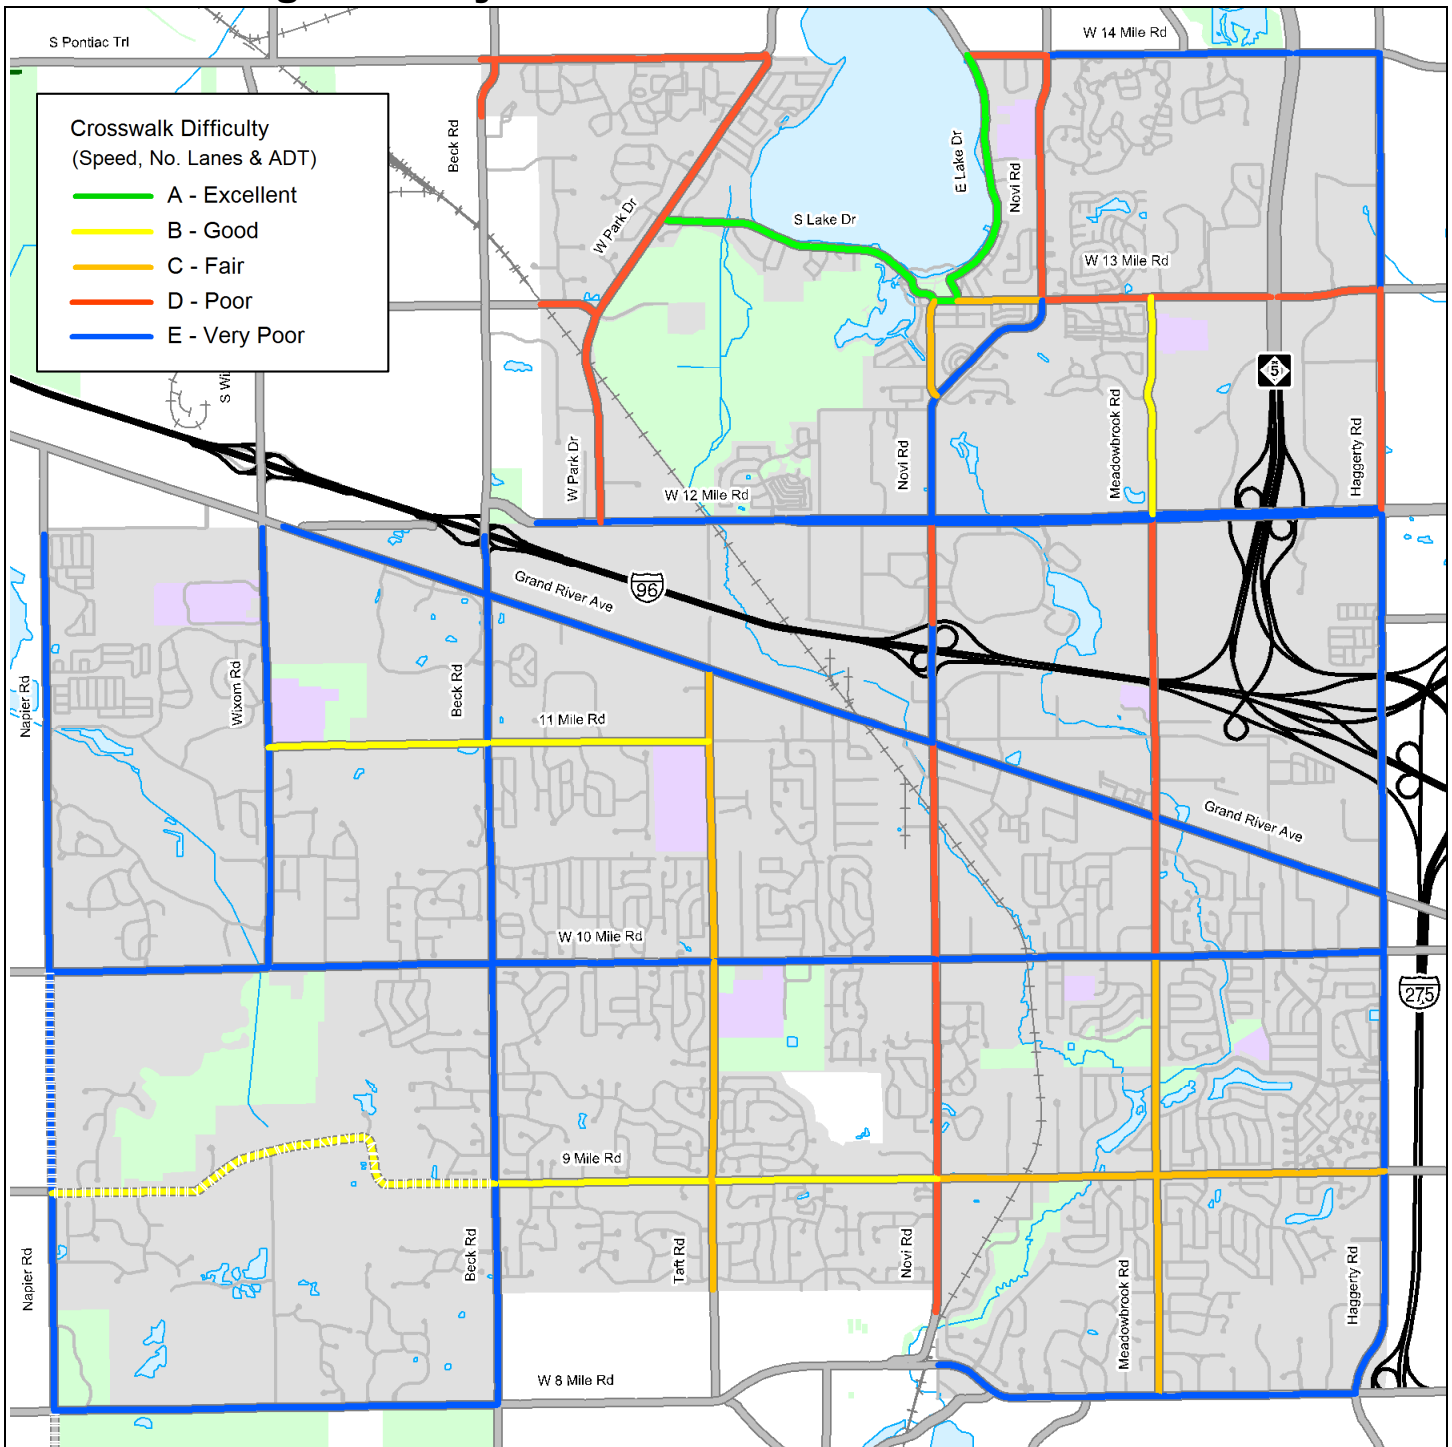 S Pontiac Trl
W 14 Mile Rd
Crosswalk Difficulty
(Speed, No. Lanes & ADT)
A - Excellent
B - Good
C - Fair
D - Poor
E - Very Poor
Beck Rd
E Lake Dr
Novi Rd
W Park Dr
S Lake Dr
W 13 Mile Rd
5
Meadowbrook Rd
Haggerty Rd
Novi Rd
W Park Dr
W 12 Mile Rd
96
Grand River Ave
Napier Rd
Wixom Rd
Beck Rd
11 Mile Rd
Grand River Ave
W 10 Mile Rd
275
9 Mile Rd
Napier Rd
Beck Rd
Taft Rd
Novi Rd
Meadowbrook Rd
Haggerty Rd
W 8 Mile Rd